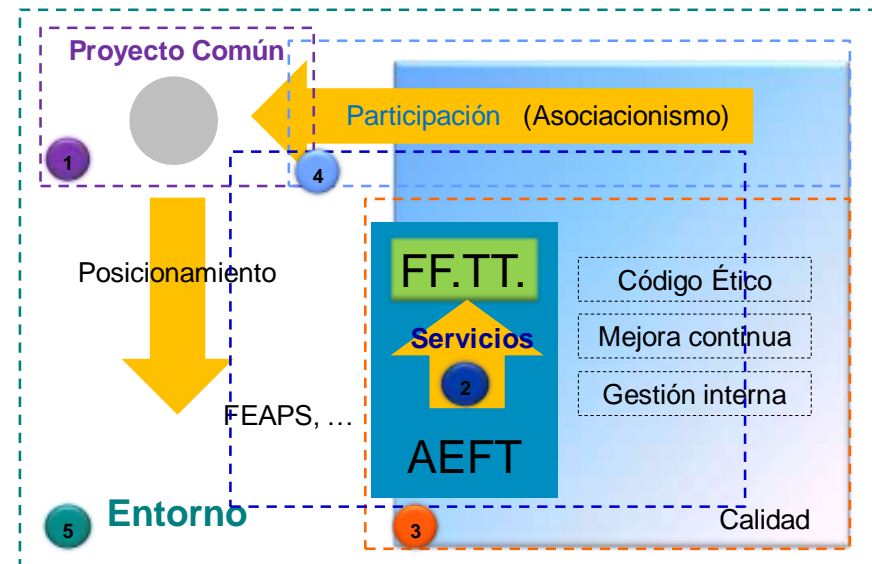 Proyecto Común
Participación (Asociacionismo)
1
4
Posicionamiento
FF.TT.
Código Ético
Servicios
Mejora continua
2
Gestión interna
FEAPS, …
AEFT
5
Entorno
3
Calidad